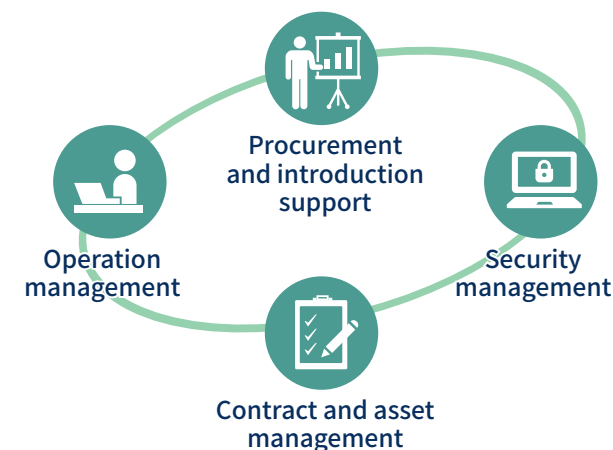 Procurement
and introduction
support
Operation
management
Security
management
Contract and asset
management